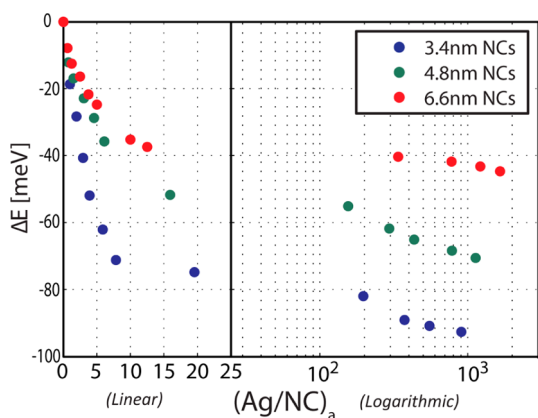 0
-20
-40
-60
-80
-100
ΔE [meV]
3.4nm NCs
4.8nm NCs
6.6nm NCs
0 5 10 15 20 25 10² 10³
(Linear) (Ag/NC)ₐ (Logarithmic)